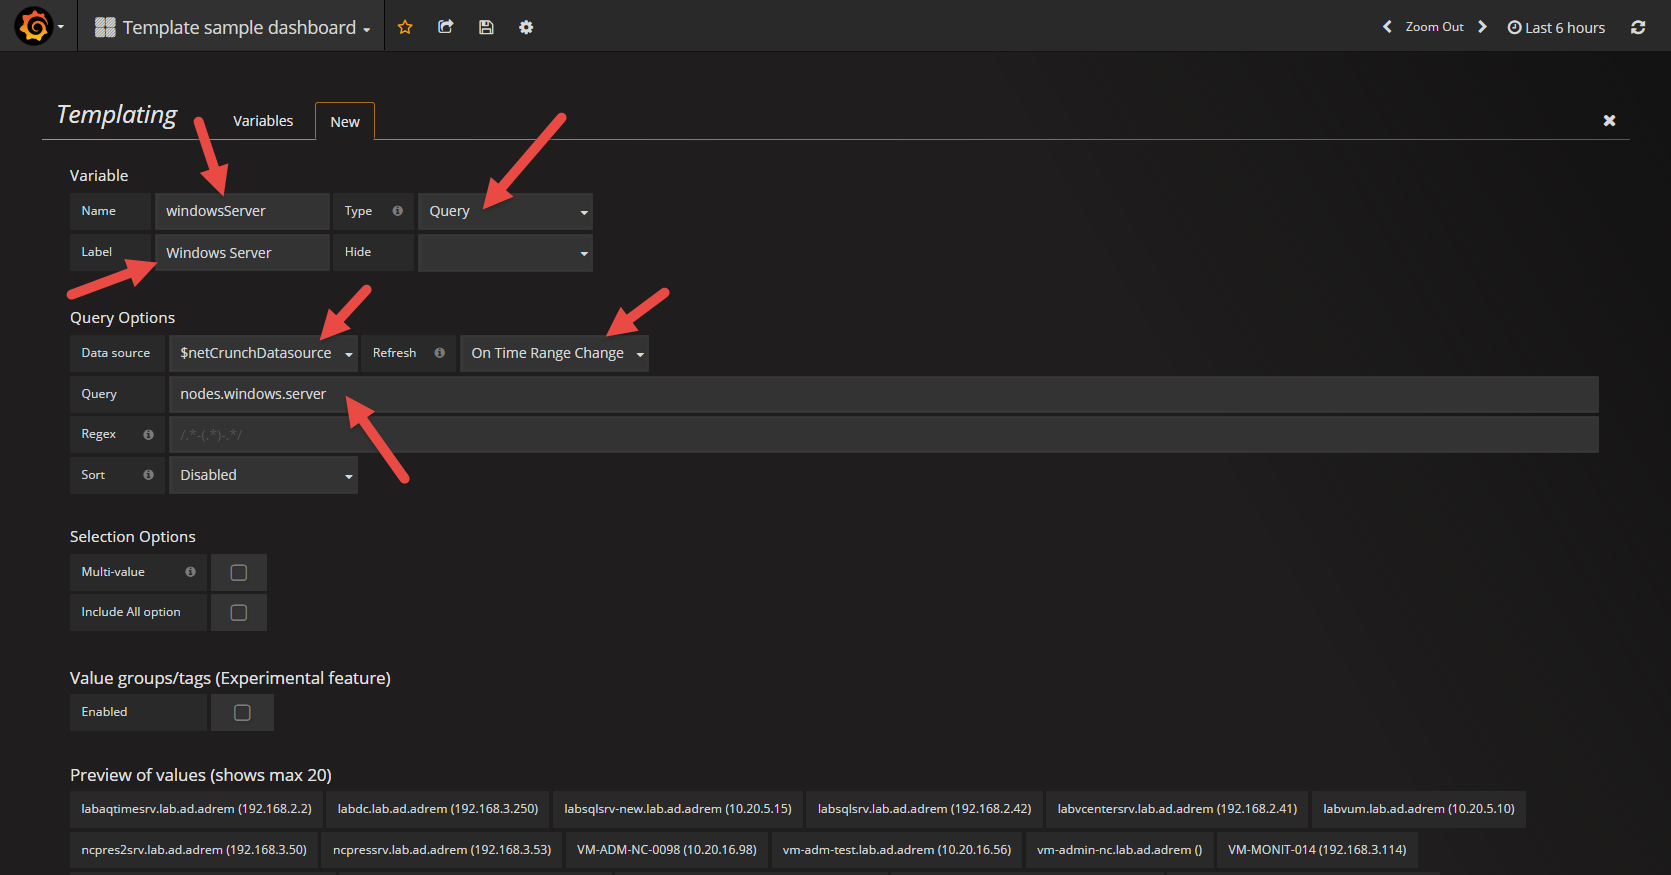 Template sample dashboard
Zoom Out
Last 6 hours
Templating
Variables
New
Variable
Name windowsServer Type Query
Label Windows Server Hide
Query Options
Data source $netCrunchDatasource Refresh On Time Range Change
Query nodes.windows.server
Regex /.*-(.*)-.*/
Sort Disabled
Selection Options
Multi-value
Include All option
Value groups/tags (Experimental feature)
Enabled
Preview of values (shows max 20)
labaqtimesrv.lab.ad.adrem (192.168.2.2) labdc.lab.ad.adrem (192.168.3.250) labsqlsrv-new.lab.ad.adrem (10.20.5.15) labsqlsrv.lab.ad.adrem (192.168.2.42) labvcentersrv.lab.ad.adrem (192.168.2.41) labvum.lab.ad.adrem (10.20.5.10)
ncpres2srv.lab.ad.adrem (192.168.3.50) ncpressrv.lab.ad.adrem (192.168.3.53) VM-ADM-NC-0098 (10.20.16.98) vm-adm-test.lab.ad.adrem (10.20.16.56) vm-admin-nc.lab.ad.adrem () VM-MONIT-014 (192.168.3.114)